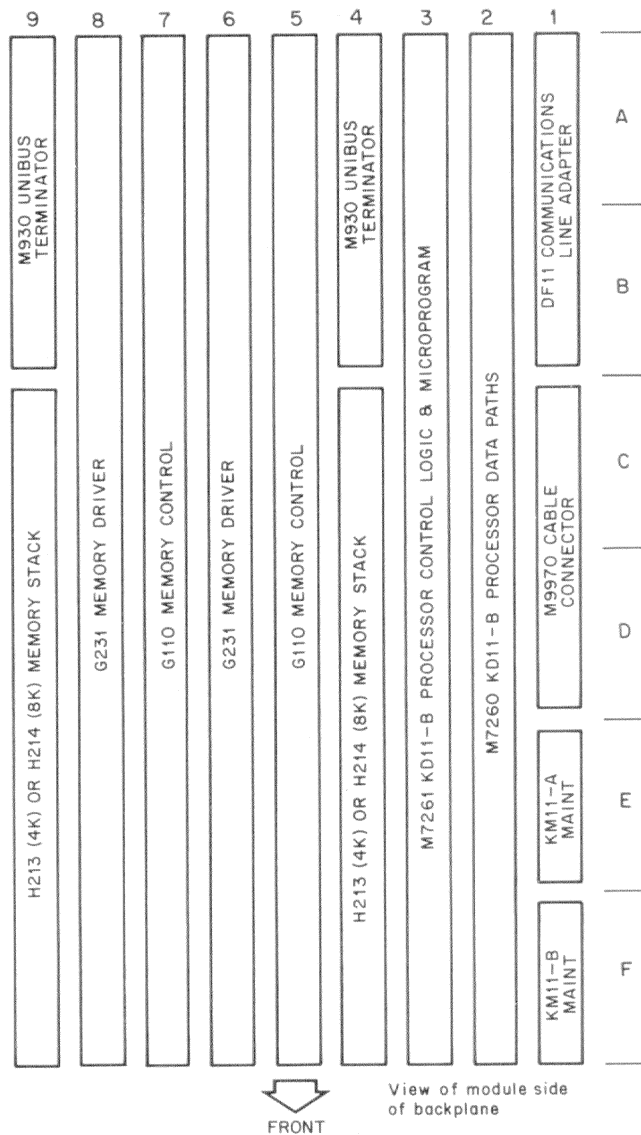 9 8 7 6 5 4 3 2 1
M930 UNIBUS
TERMINATOR
H213 (4K) OR H214 (8K) MEMORY STACK
G231 MEMORY DRIVER
G110 MEMORY CONTROL
G231 MEMORY DRIVER
G110 MEMORY CONTROL
M930 UNIBUS
TERMINATOR
H213 (4K) OR H214 (8K) MEMORY STACK
M7261 KD11-B PROCESSOR CONTROL LOGIC & MICROPROGRAM
M7260 KD11-B PROCESSOR DATA PATHS
DF11 COMMUNICATIONS
LINE ADAPTER
M9970 CABLE
CONNECTOR
KM11-A
MAINT
KM11-B
MAINT
A
B
C
D
E
F
FRONT
View of module side
of backplane